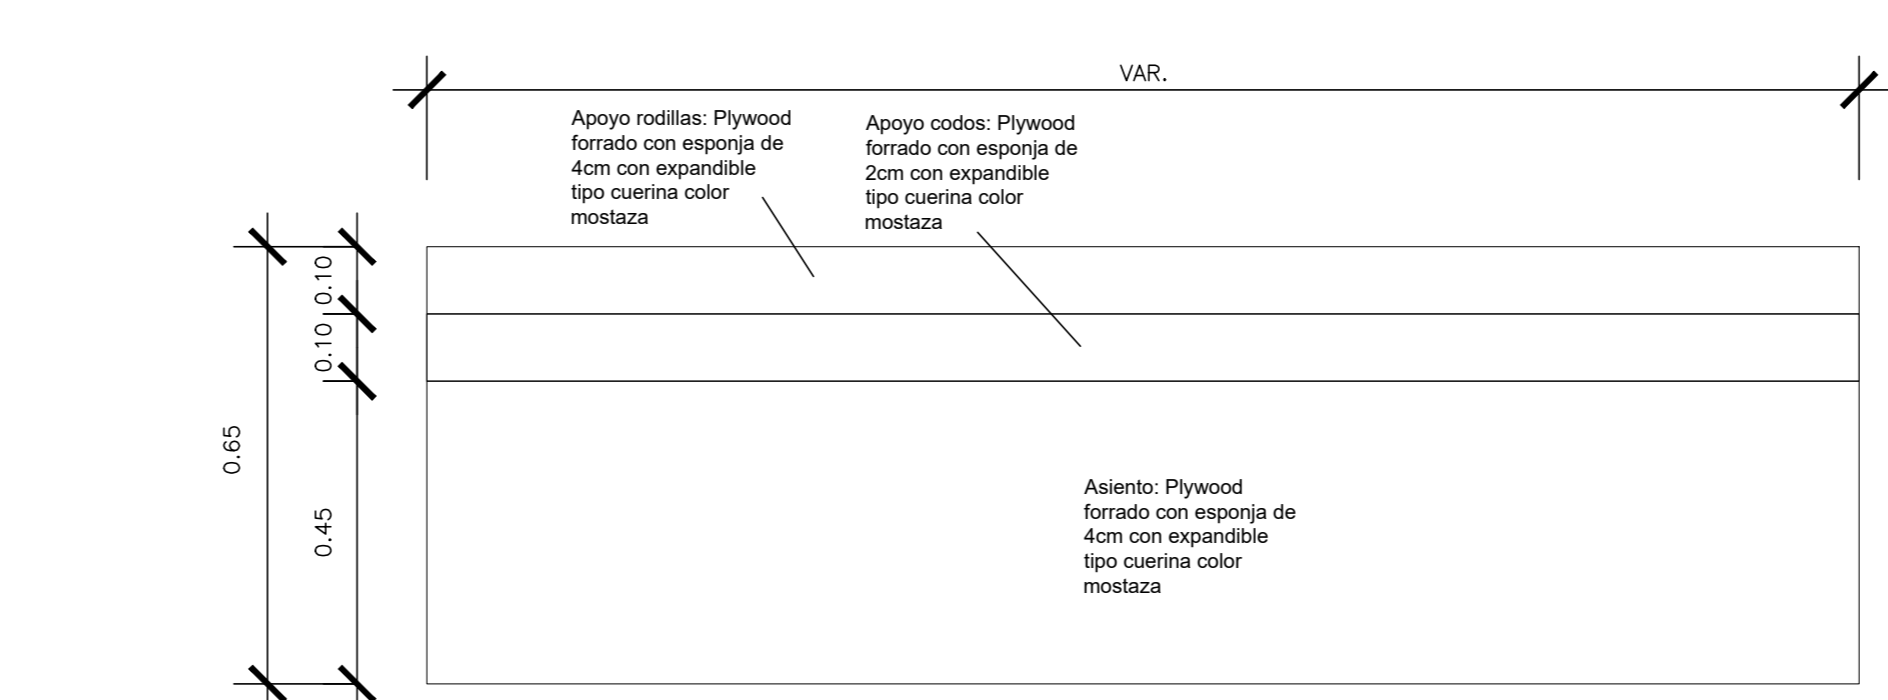 VAR.
Apoyo rodillas: Plywood
forrado con esponja de
4cm con expandible
tipo cuerina color
mostaza
Apoyo codos: Plywood
forrado con esponja de
2cm con expandible
tipo cuerina color
mostaza
0.10
0.10
0.65
0.45
Asiento: Plywood
forrado con esponja de
4cm con expandible
tipo cuerina color
mostaza